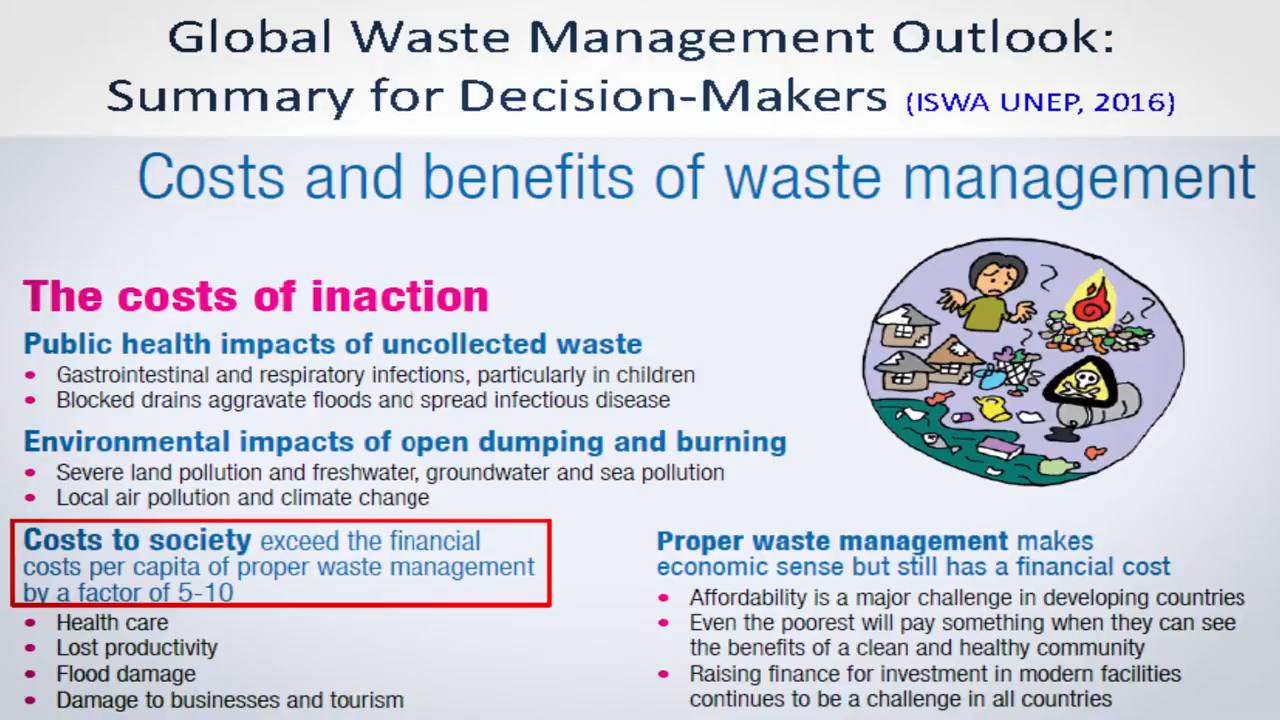 Global Waste Management Outlook:
Summary for Decision-Makers (ISWA UNEP, 2016)
Costs and benefits of waste management
The costs of inaction
Public health impacts of uncollected waste
• Gastrointestinal and respiratory infections, particularly in children
• Blocked drains aggravate floods and spread infectious disease
Environmental impacts of open dumping and burning
• Severe land pollution and freshwater, groundwater and sea pollution
• Local air pollution and climate change
Costs to society exceed the financial
costs per capita of proper waste management
by a factor of 5-10
• Health care
• Lost productivity
• Flood damage
• Damage to businesses and tourism
Proper waste management makes
economic sense but still has a financial cost
• Affordability is a major challenge in developing countries
• Even the poorest will pay something when they can see
the benefits of a clean and healthy community
• Raising finance for investment in modern facilities
continues to be a challenge in all countries